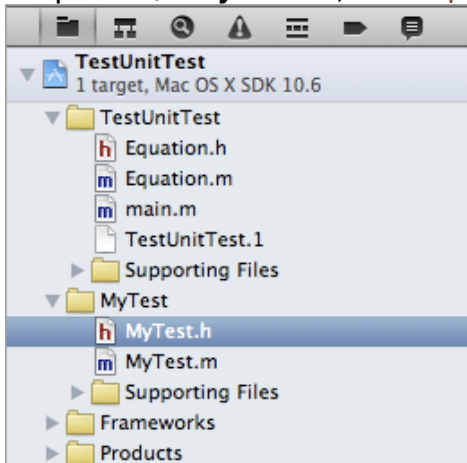 TestUnitTest
1 target, Mac OS X SDK 10.6
TestUnitTest
h Equation.h
m Equation.m
m main.m
TestUnitTest.1
Supporting Files
MyTest
h MyTest.h
m MyTest.m
Supporting Files
Frameworks
Products